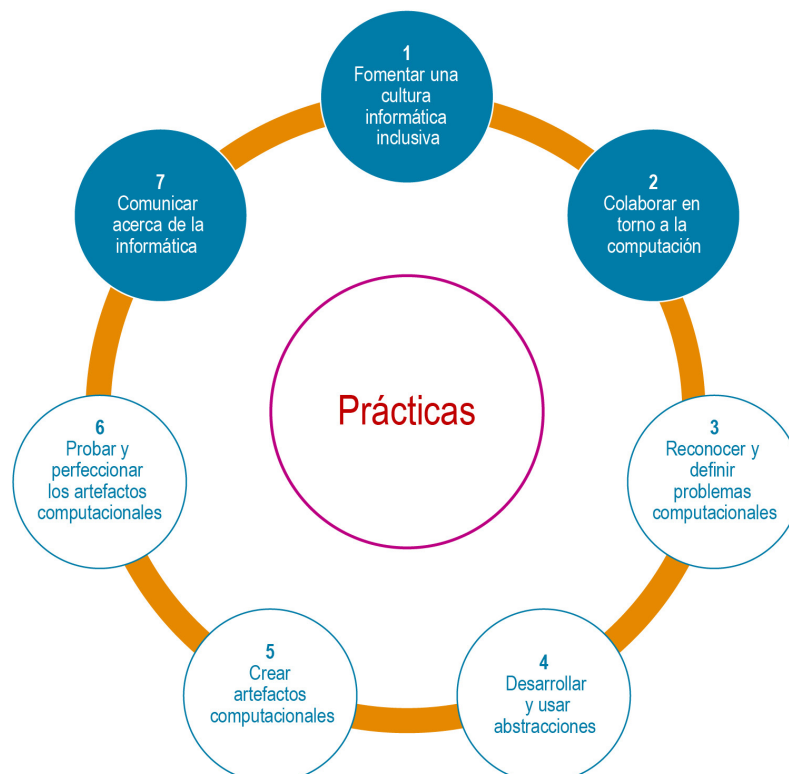 1
Fomentar una
cultura
informática
inclusiva
2
Colaborar en
torno a la
computación
3
Reconocer y
definir
problemas
computacionales
4
Desarrollar
y usar
abstracciones
5
Crear
artefactos
computacionales
6
Probar y
perfeccionar
los artefactos
computacionales
7
Comunicar
acerca de la
informática
Prácticas